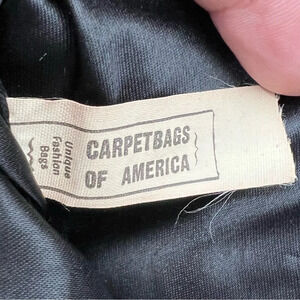 CARPETBAGS
OF AMERICA
Unique
Fashion
Bags